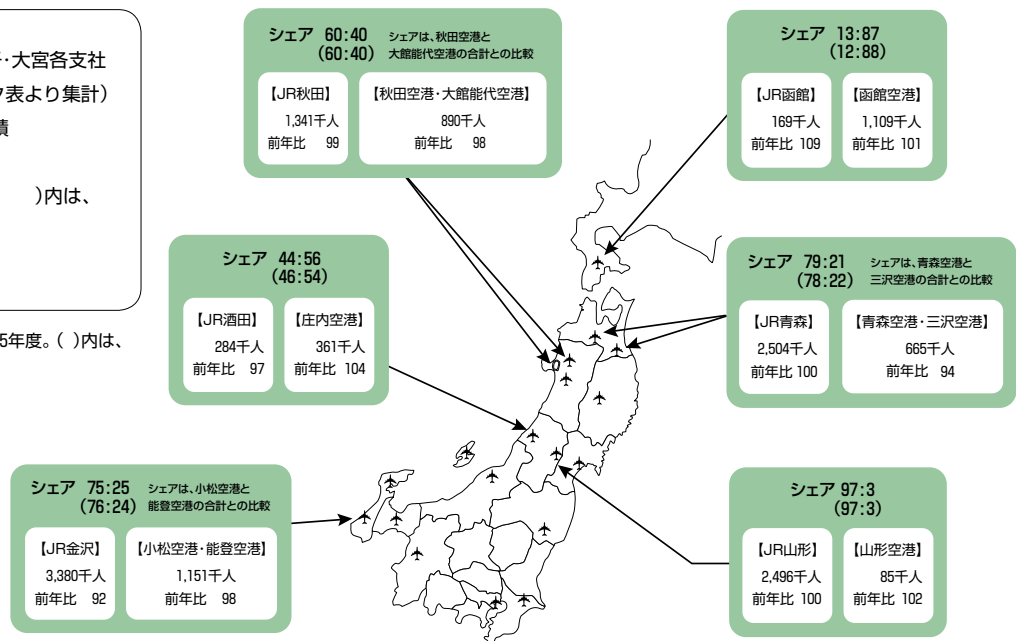 ・大宮各支社
表より集計）
）内は、
5年度。（ ）内は、
シェア 60:40
(60:40)
シェアは、秋田空港と
大館能代空港の合計との比較
【JR秋田】
1,341千人
前年比 99
【秋田空港・大館能代空港】
890千人
前年比 98
シェア 13:87
(12:88)
【JR函館】
169千人
前年比 109
【函館空港】
1,109千人
前年比 101
シェア 44:56
(46:54)
【JR酒田】
284千人
前年比 97
【庄内空港】
361千人
前年比 104
シェア 79:21
(78:22)
シェアは、青森空港と
三沢空港の合計との比較
【JR青森】
2,504千人
前年比 100
【青森空港・三沢空港】
665千人
前年比 94
シェア 75:25
(76:24)
シェアは、小松空港と
能登空港の合計との比較
【JR金沢】
3,380千人
前年比 92
【小松空港・能登空港】
1,151千人
前年比 98
シェア 97:3
(97:3)
【JR山形】
2,496千人
前年比 100
【山形空港】
85千人
前年比 102